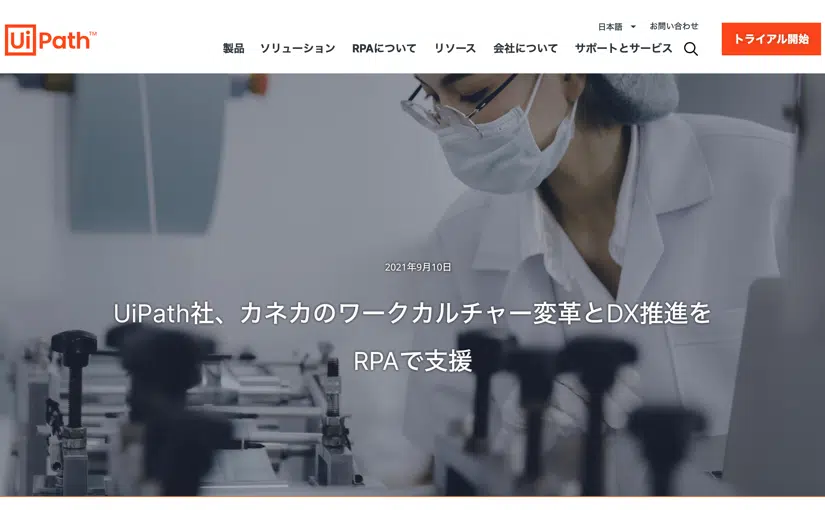 UiPath™
日本語
お問い合わせ
製品
ソリューション
RPAについて
リソース
会社について
サポートとサービス
トライアル開始
2021年9月10日
UiPath社、カネカのワークカルチャー変革とDX推進を
RPAで支援